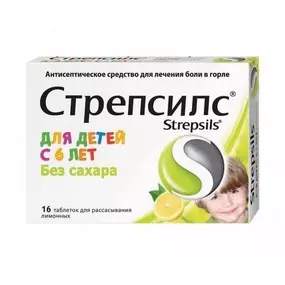 Антисептическое средство для лечения боли в горле
Стрепсилс®
Strepsils®
ДЛЯ ДЕТЕЙ
С 6 ЛЕТ
Без сахара
16 таблеток для рассасывания
лимонных